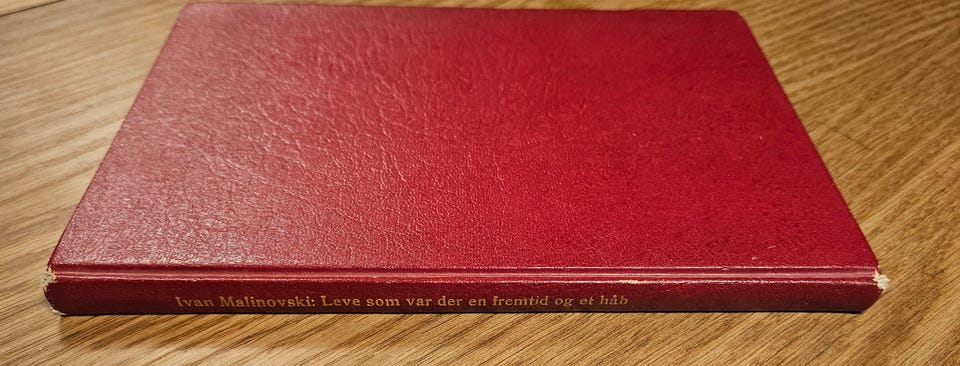 Ivan Malinovski: Leve som var der en fremtid og et håb